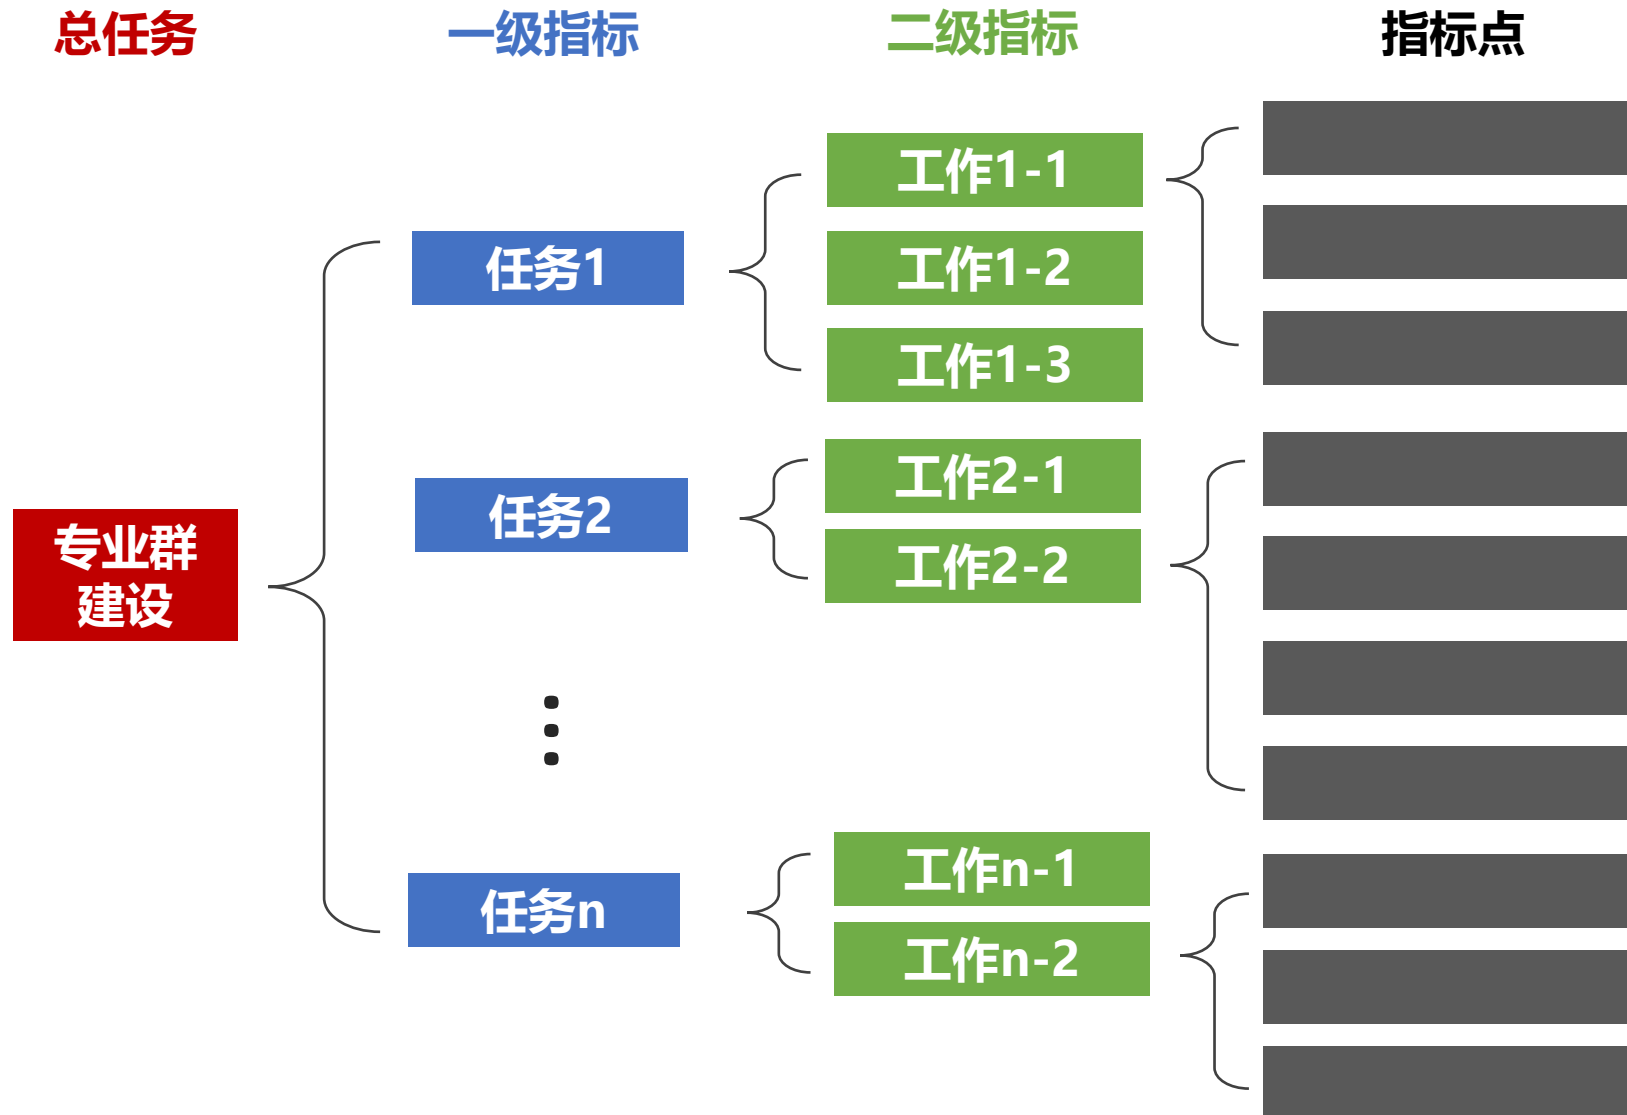 总任务
一级指标
二级指标
指标点
专业群
建设
任务1
工作1-1
工作1-2
工作1-3
任务2
工作2-1
工作2-2
任务n
工作n-1
工作n-2